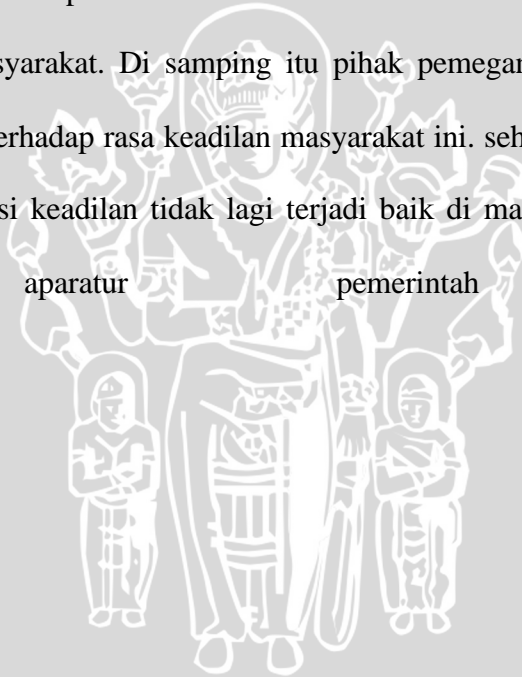 syarakat. Di samping itu pihak pemegan
erhadap rasa keadilan masyarakat ini. seh
si keadilan tidak lagi terjadi baik di ma
aparatur pemerintah